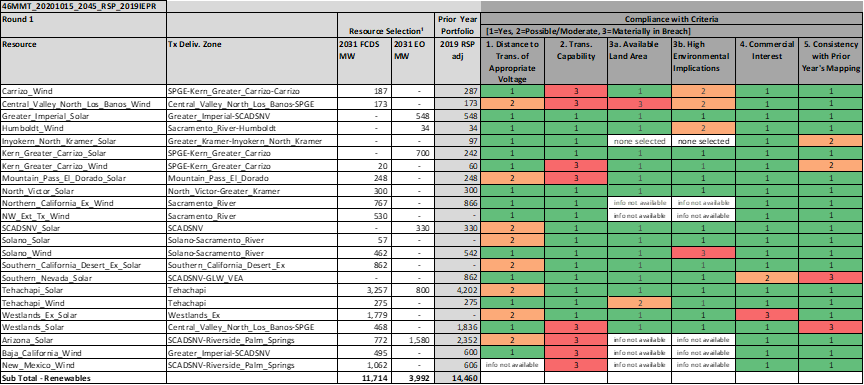 46MMT_20201015_2045_RSP_2019IEPR
Round 1 Resource Selection¹ Prior Year Portfolio Compliance with Criteria
[1=Yes, 2=Possible/Moderate, 3=Materially in Breach]
Resource Tx Deliv. Zone 2031 FCDS MW 2031 EO MW 2019 RSP adj 1. Distance to Trans. of Appropriate Voltage 2. Trans. Capability 3a. Available Land Area 3b. High Environmental Implications 4. Commercial Interest 5. Consistency with Prior Year's Mapping
Carrizo_Wind SPGE-Kern_Greater_Carrizo-Carrizo 187 - 287 1 3 1 2 1 1
Central_Valley_North_Los_Banos_Wind Central_Valley_North_Los_Banos-SPGE 173 - 173 2 3 3 2 1 1
Greater_Imperial_Solar Greater_Imperial-SCADSNV - 548 548 1 1 1 1 1 1
Humboldt_Wind Sacramento_River-Humboldt - 34 34 1 1 1 2 1 1
Inyokern_North_Kramer_Solar Greater_Kramer-Inyokern_North_Kramer - - 97 1 1 none selected none selected 1 2
Kern_Greater_Carrizo_Solar SPGE-Kern_Greater_Carrizo - 700 242 1 1 1 1 1 1
Kern_Greater_Carrizo_Wind SPGE-Kern_Greater_Carrizo 20 - 60 1 3 1 1 1 2
Mountain_Pass_El_Dorado_Solar Mountain_Pass_El_Dorado 248 - 248 2 3 1 1 1 1
North_Victor_Solar North_Victor-Greater_Kramer 300 - 300 1 1 1 1 1 1
Northern_California_Ex_Wind Sacramento_River 767 - 866 1 1 info not available info not available 1 1
NW_Ext_Tx_Wind Sacramento_River 530 - - 1 1 info not available info not available 1 1
SCADSNV_Solar SCADSNV - 330 330 2 1 1 1 1 1
Solano_Solar Solano-Sacramento_River 57 - - 2 1 1 1 1 1
Solano_Wind Solano-Sacramento_River 462 - 542 1 1 1 3 1 1
Southern_California_Desert_Ex_Solar Southern_California_Desert_Ex 862 - - 2 1 1 1 1 1
Southern_Nevada_Solar SCADSNV-GLW_VEA - - 862 1 1 1 1 2 3
Tehachapi_Solar Tehachapi 3,257 800 4,202 2 1 1 1 1 1
Tehachapi_Wind Tehachapi 275 - 275 1 1 2 1 1 1
Westlands_Ex_Solar Westlands_Ex 1,779 - - 2 1 1 1 3 1
Westlands_Solar Central_Valley_North_Los_Banos-SPGE 468 - 1,836 1 1 1 1 1 3
Arizona_Solar SCADSNV-Riverside_Palm_Springs 772 1,580 2,352 2 3 info not available info not available 1 1
Baja_California_Wind Greater_Imperial-SCADSNV 495 - 600 1 3 info not available info not available 1 1
New_Mexico_Wind SCADSNV-Riverside_Palm_Springs 1,062 - 606 info not available 3 info not available info not available 1 1
Sub Total - Renewables 11,714 3,992 14,460